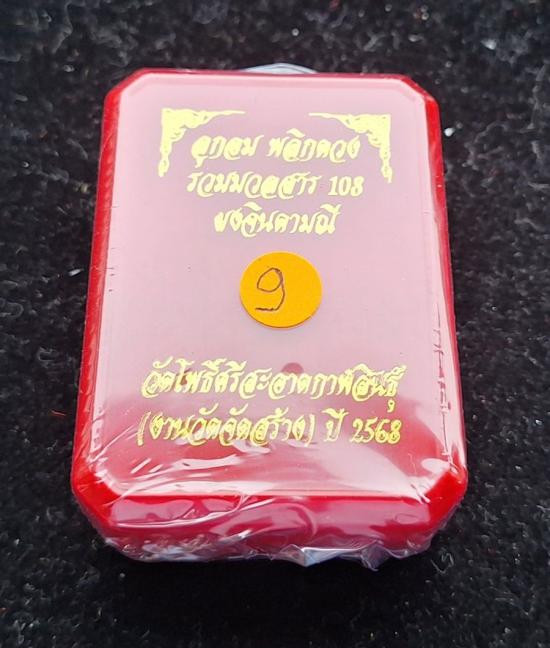 ลูกอม พลิกดวง
รวมมวลสาร 108
ผงจินดามณี
9
วัดโพธิ์ศรีสะอาดกาฬสินธุ์
(งานวัดจัดสร้าง) ปี 2568